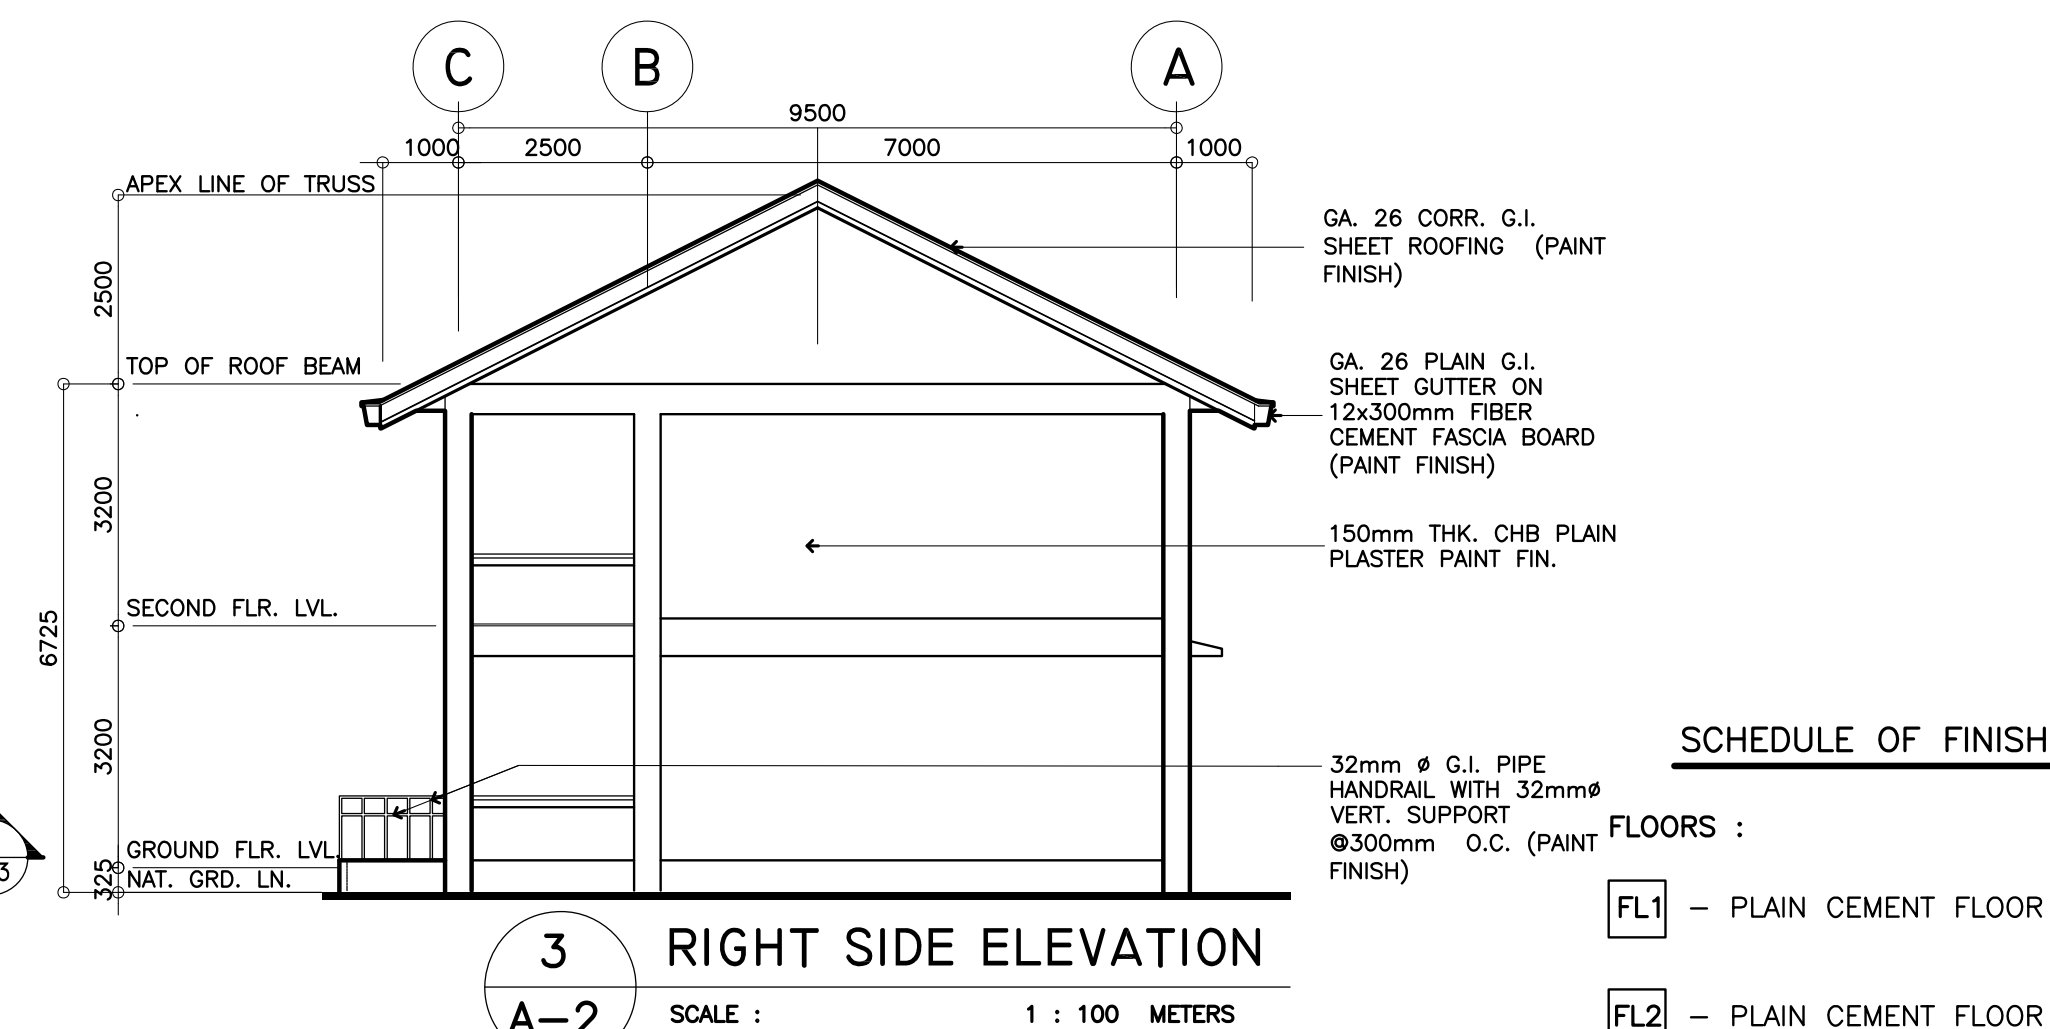 C B A
9500
1000 2500 7000 1000
APEX LINE OF TRUSS
2500
TOP OF ROOF BEAM
3200
SECOND FLR. LVL.
6725
3200
GROUND FLR. LVL.
325
NAT. GRD. LN.
3
GA. 26 CORR. G.I.
SHEET ROOFING (PAINT
FINISH)
GA. 26 PLAIN G.I.
SHEET GUTTER ON
12x300mm FIBER
CEMENT FASCIA BOARD
(PAINT FINISH)
150mm THK. CHB PLAIN
PLASTER PAINT FIN.
32mm ø G.I. PIPE
HANDRAIL WITH 32mmø
VERT. SUPPORT
@300mm O.C. (PAINT
FINISH)
3
A-2
RIGHT SIDE ELEVATION
SCALE : 1 : 100 METERS
SCHEDULE OF FINISH
FLOORS :
FL1 - PLAIN CEMENT FLOOR
FL2 - PLAIN CEMENT FLOOR